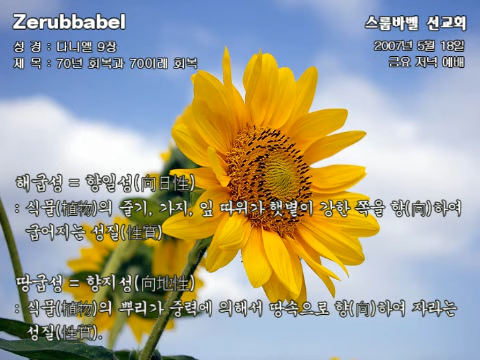 Zerubbabel
스룹바벨 선교회
성 경 : 다니엘 9장
2007년 5월 18일
제 목 : 70년 회복과 70이레 회복
금요 저녁 예배
해굽성 = 향일성(向日性)
: 식물(植物)의 줄기, 가지, 잎 따위가 햇볕이 강한 쪽을 향(向)하여
굽어지는 성질(性質)
땅굽성 = 향지성(向地性)
: 식물(植物)의 뿌리가 중력에 의해서 땅속으로 향(向)하여 자라는
성질(性質).